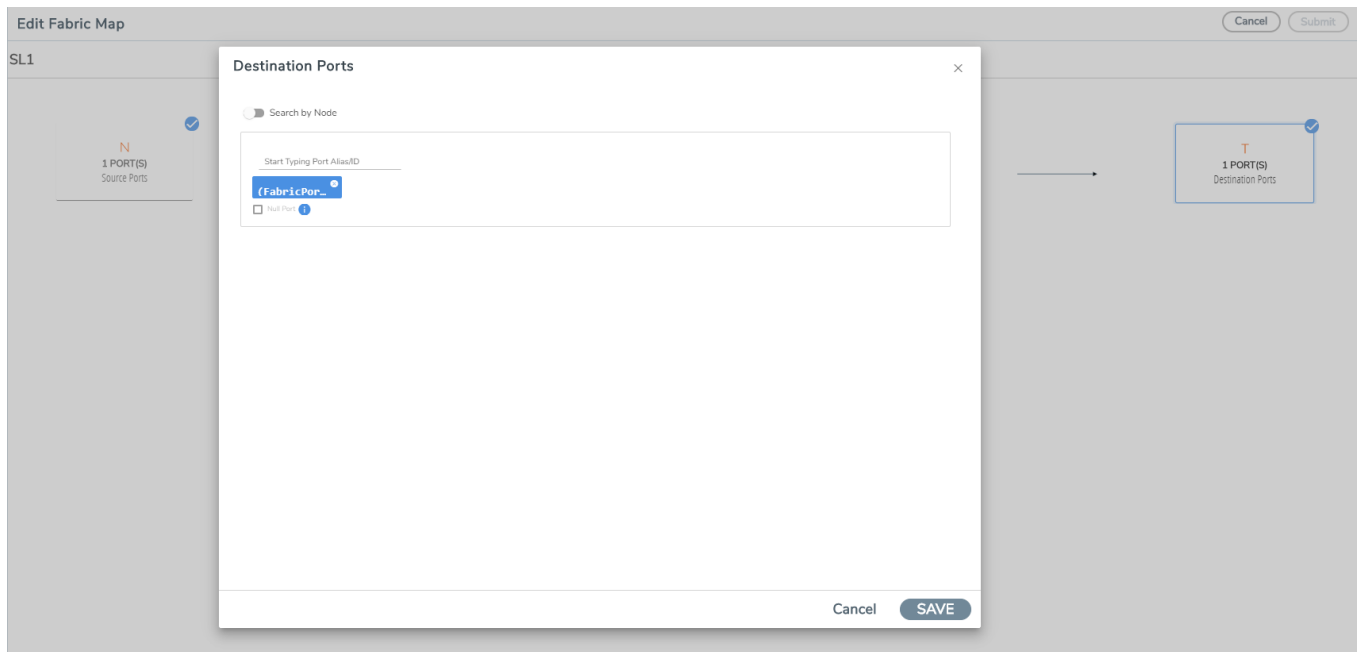 Edit Fabric Map
Cancel
Submit
SL1
Destination Ports
Search by Node
N
1 PORT(S)
Source Ports
T
1 PORT(S)
Destination Ports
Start Typing Port Alias/ID
(FabricPor…
Null Port
Cancel
SAVE